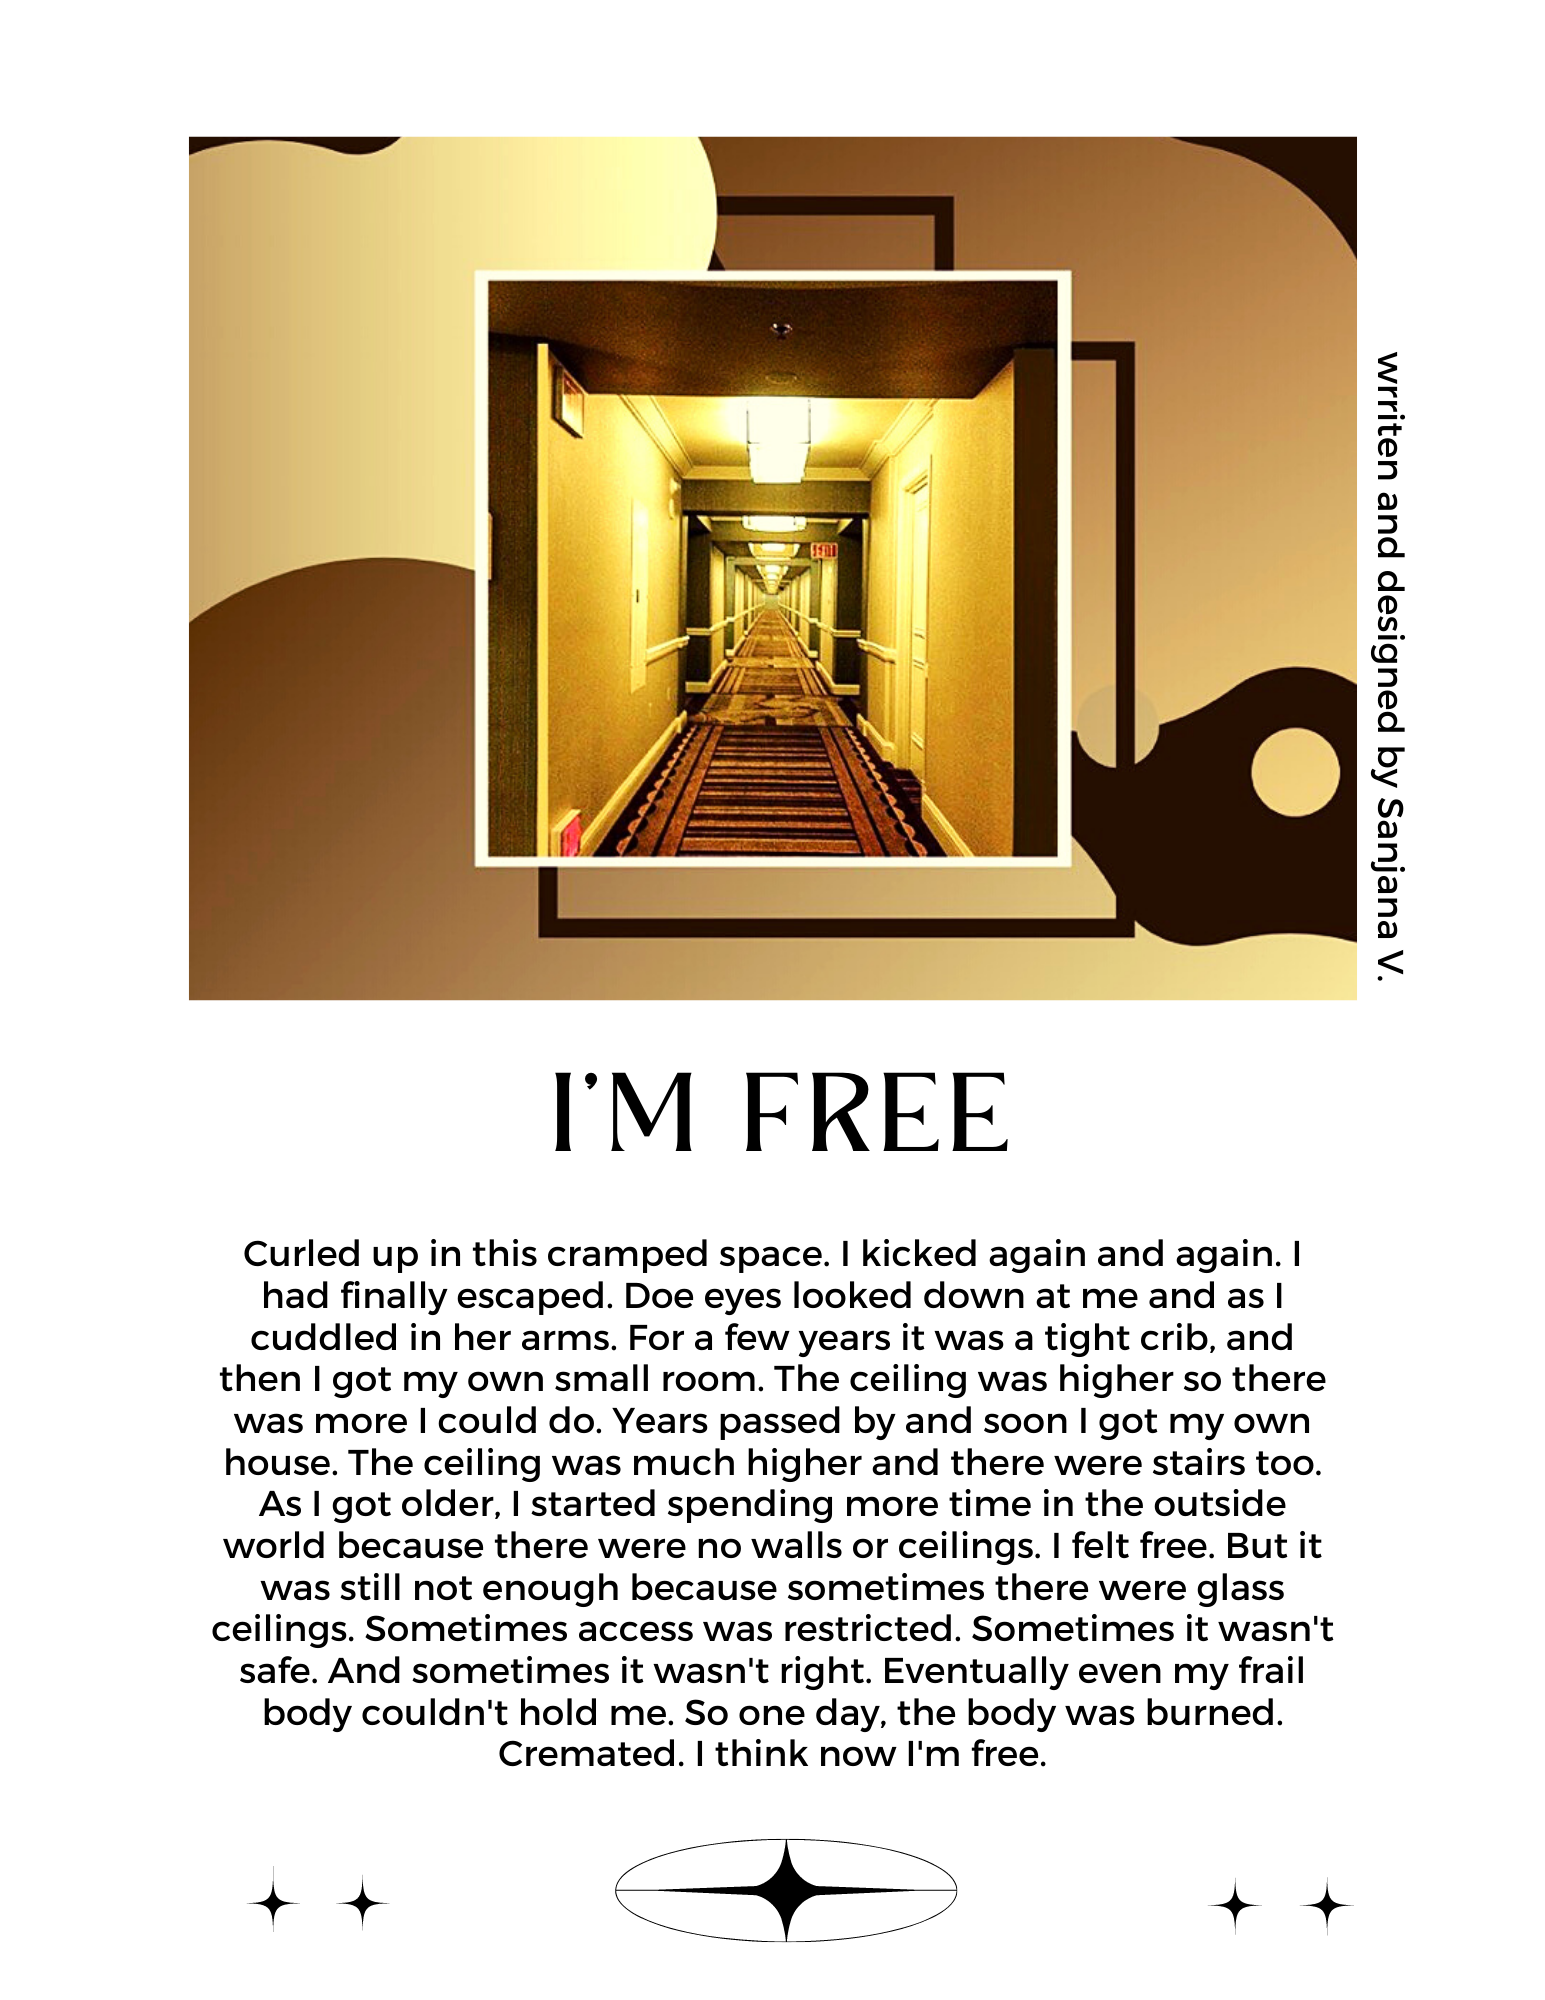 wrriten and designed by Sanjana V.
I'M FREE
Curled up in this cramped space. I kicked again and again. I
had finally escaped. Doe eyes looked down at me and as I
cuddled in her arms. For a few years it was a tight crib, and
then I got my own small room. The ceiling was higher so there
was more I could do. Years passed by and soon I got my own
house. The ceiling was much higher and there were stairs too.
As I got older, I started spending more time in the outside
world because there were no walls or ceilings. I felt free. But it
was still not enough because sometimes there were glass
ceilings. Sometimes access was restricted. Sometimes it wasn't
safe. And sometimes it wasn't right. Eventually even my frail
body couldn't hold me. So one day, the body was burned.
Cremated. I think now I'm free.